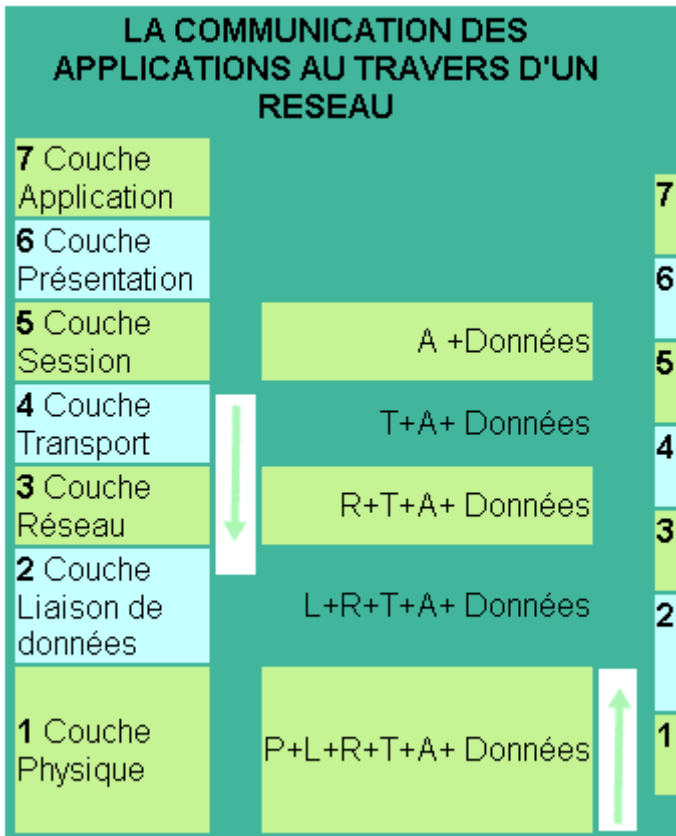 LA COMMUNICATION DES
APPLICATIONS AU TRAVERS D'UN
RESEAU
7 Couche
Application
6 Couche
Présentation
5 Couche
Session
A +Données
4 Couche
Transport
T+A+ Données
3 Couche
Réseau
R+T+A+ Données
2 Couche
Liaison de
données
L+R+T+A+ Données
1 Couche
Physique
P+L+R+T+A+ Données
7
6
5
4
3
2
1